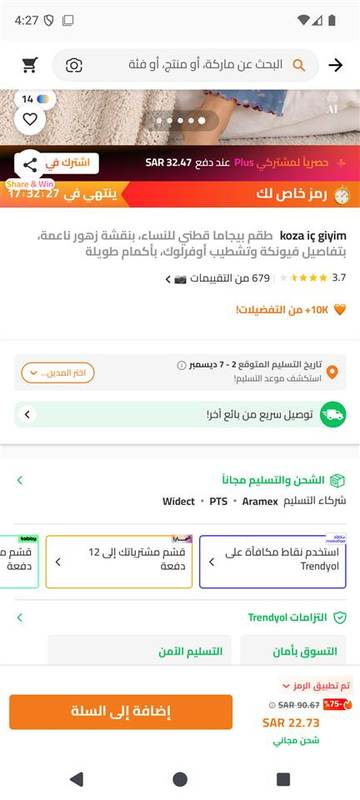 4:27
البحث عن ماركة، أو منتج، أو فئة
14
AI
حصرياً لمشتركي Plus عند دفع SAR 32.47
اشترك في
Share & Win
رمز خاص لك
ينتهي في 17:32:27
koza iç giyim طقم بيجاما قطني للنساء، بنقشة زهور ناعمة،
بتفاصيل فيونكة وتشطيب أوفرلوك، بأكمام طويلة
3.7
679 من التقييمات
10K+ من التفضيلات!
تاريخ التسليم المتوقع 2 - 7 ديسمبر
استكشف موعد التسليم!
اختر المدين...
توصيل سريع من بائع آخر!
الشحن والتسليم مجاناً
شركاء التسليم Widect • PTS • Aramex
استخدم نقاط مكافأة على
Trendyol
قسّم مشترياتك إلى 12
دفعة
tabby
قسّم م
دفعة
التزامات Trendyol
التسوق بأمان
التسليم الآمن
تم تطبيق الرمز
%75-
SAR 90.67
SAR 22.73
شحن مجاني
إضافة إلى السلة